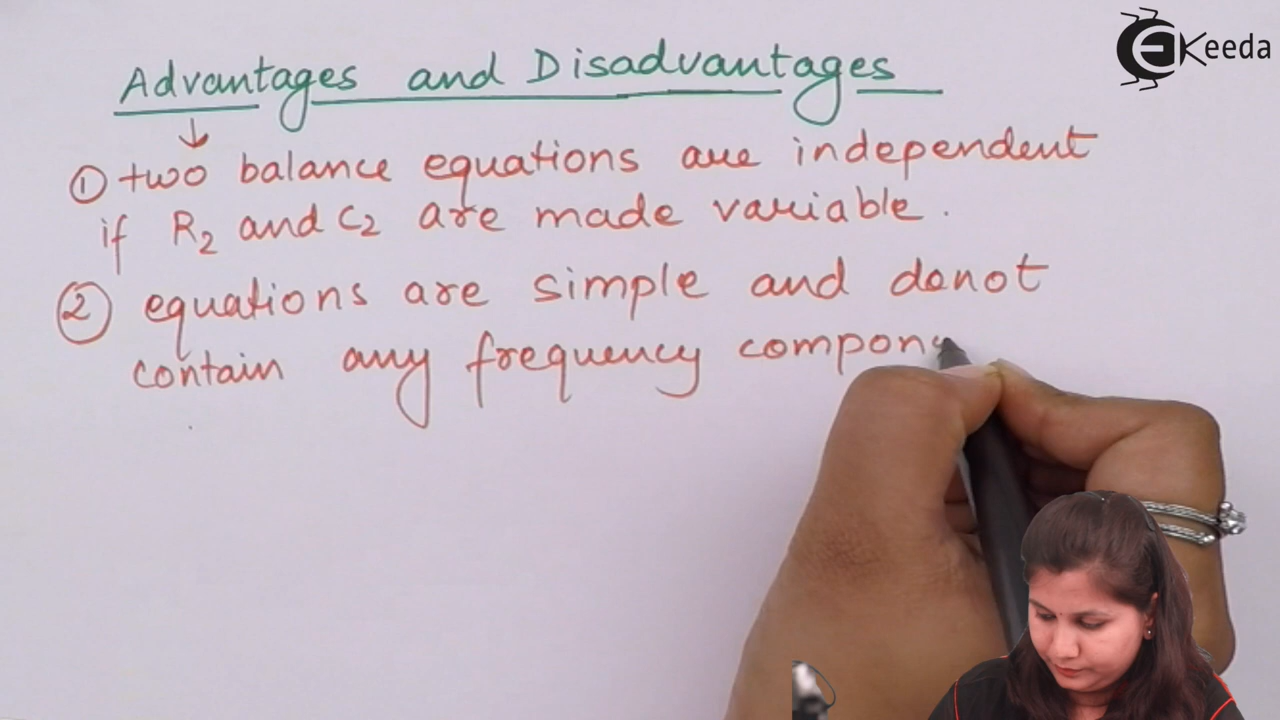 Keeda
Advantages and Disadvantages
① two balance equations are independent
if R₂ and C₂ are made variable.
② equations are simple and donot
contain any frequency compon